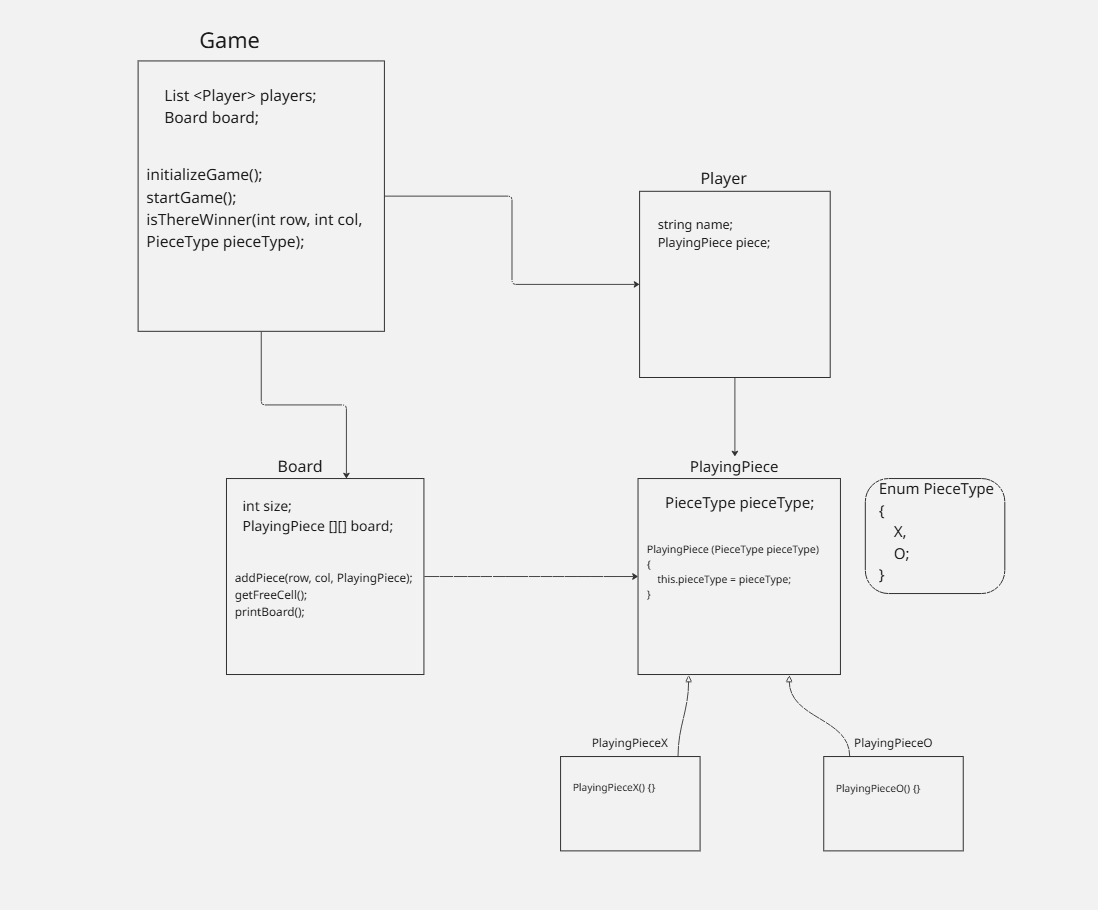 Game
List <Player> players;
Board board;
initializeGame();
startGame();
isThereWinner(int row, int col,
PieceType pieceType);
Player
string name;
PlayingPiece piece;
Board
int size;
PlayingPiece [][] board;
addPiece(row, col, PlayingPiece);
getFreeCell();
printBoard();
PlayingPiece
PieceType pieceType;
PlayingPiece (PieceType pieceType)
{
this.pieceType = pieceType;
}
Enum PieceType
{
X,
O;
}
PlayingPieceX
PlayingPieceX() {}
PlayingPieceO
PlayingPieceO() {}